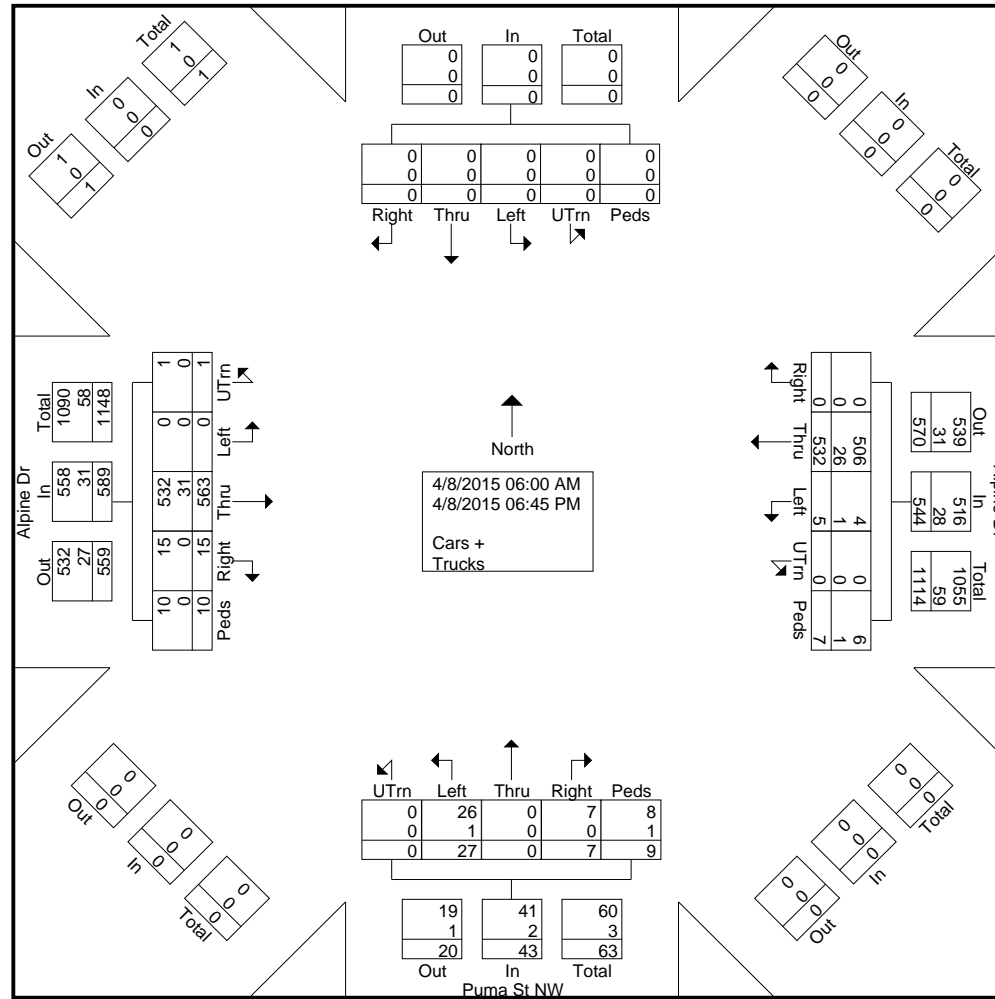 Out In Total
0 0 0
0 0 0
0 0 0
0 0 0 0 0
0 0 0 0 0
0 0 0 0 0
Right Thru Left UTrn Peds
Out In Total
1 0 1
0 0 0
1 0 1
Out In Total
0 0 0
0 0 0
0 0 0
Alpine Dr
Out In Total
532 558 1090
27 31 58
559 589 1148
1 0 532 15 10
0 0 31 0 0
1 0 563 15 10
UTrn Left Thru Right Peds
North
4/8/2015 06:00 AM
4/8/2015 06:45 PM
Cars +
Trucks
Right Thru Left UTrn Peds
0 506 4 0 6
0 26 1 0 1
0 532 5 0 7
Out In Total
539 516 1055
31 28 59
570 544 1114
UTrn Left Thru Right Peds
0 26 0 7 8
0 1 0 0 1
0 27 0 7 9
19 41 60
1 2 3
20 43 63
Out In Total
Puma St NW
0 0 0
0 0 0
0 0 0
Out In Total
0 0 0
0 0 0
0 0 0
Out In Total